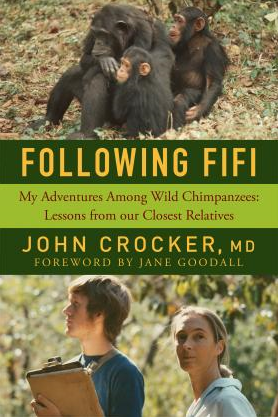 FOLLOWING FIFI
My Adventures Among Wild Chimpanzees:
Lessons from our Closest Relatives
JOHN CROCKER, MD
FOREWORD BY JANE GOODALL